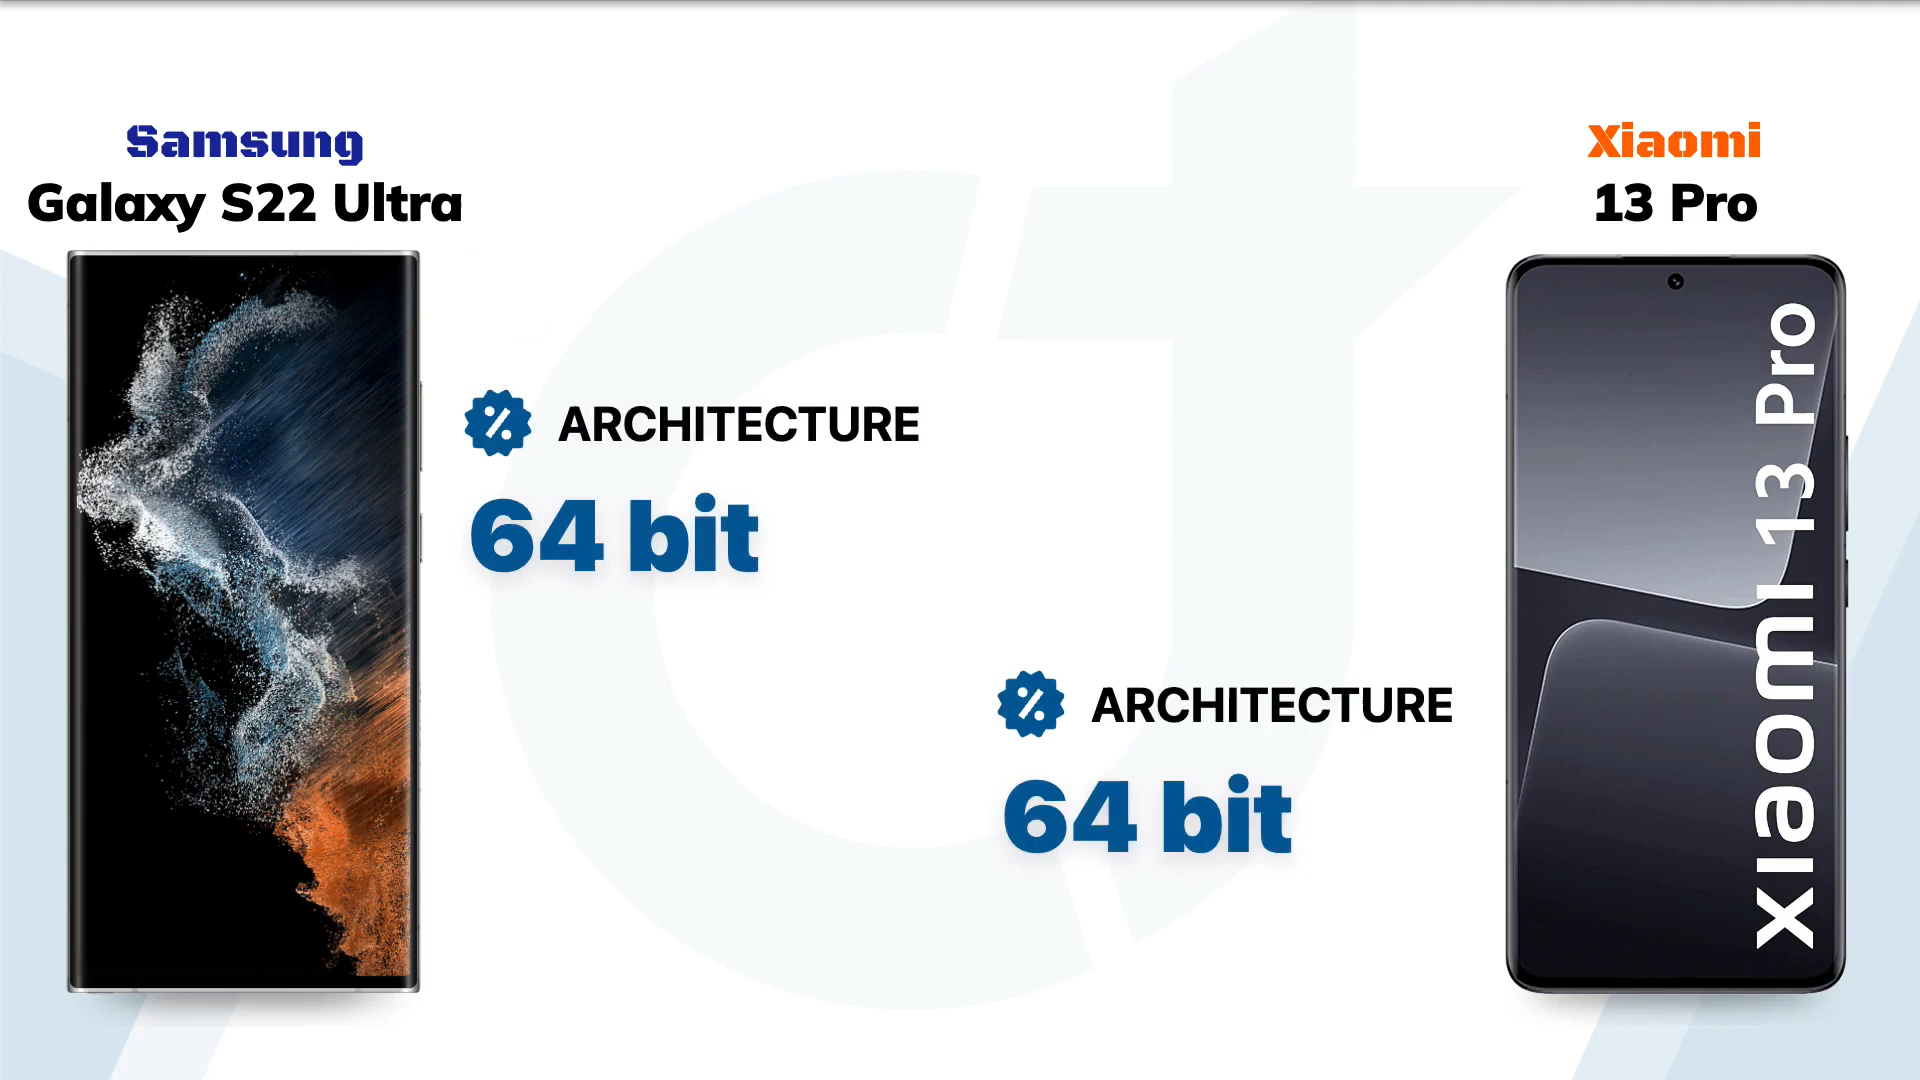 Samsung
Galaxy S22 Ultra
Xiaomi
13 Pro
ARCHITECTURE
64 bit
ARCHITECTURE
64 bit
xiaomi 13 Pro